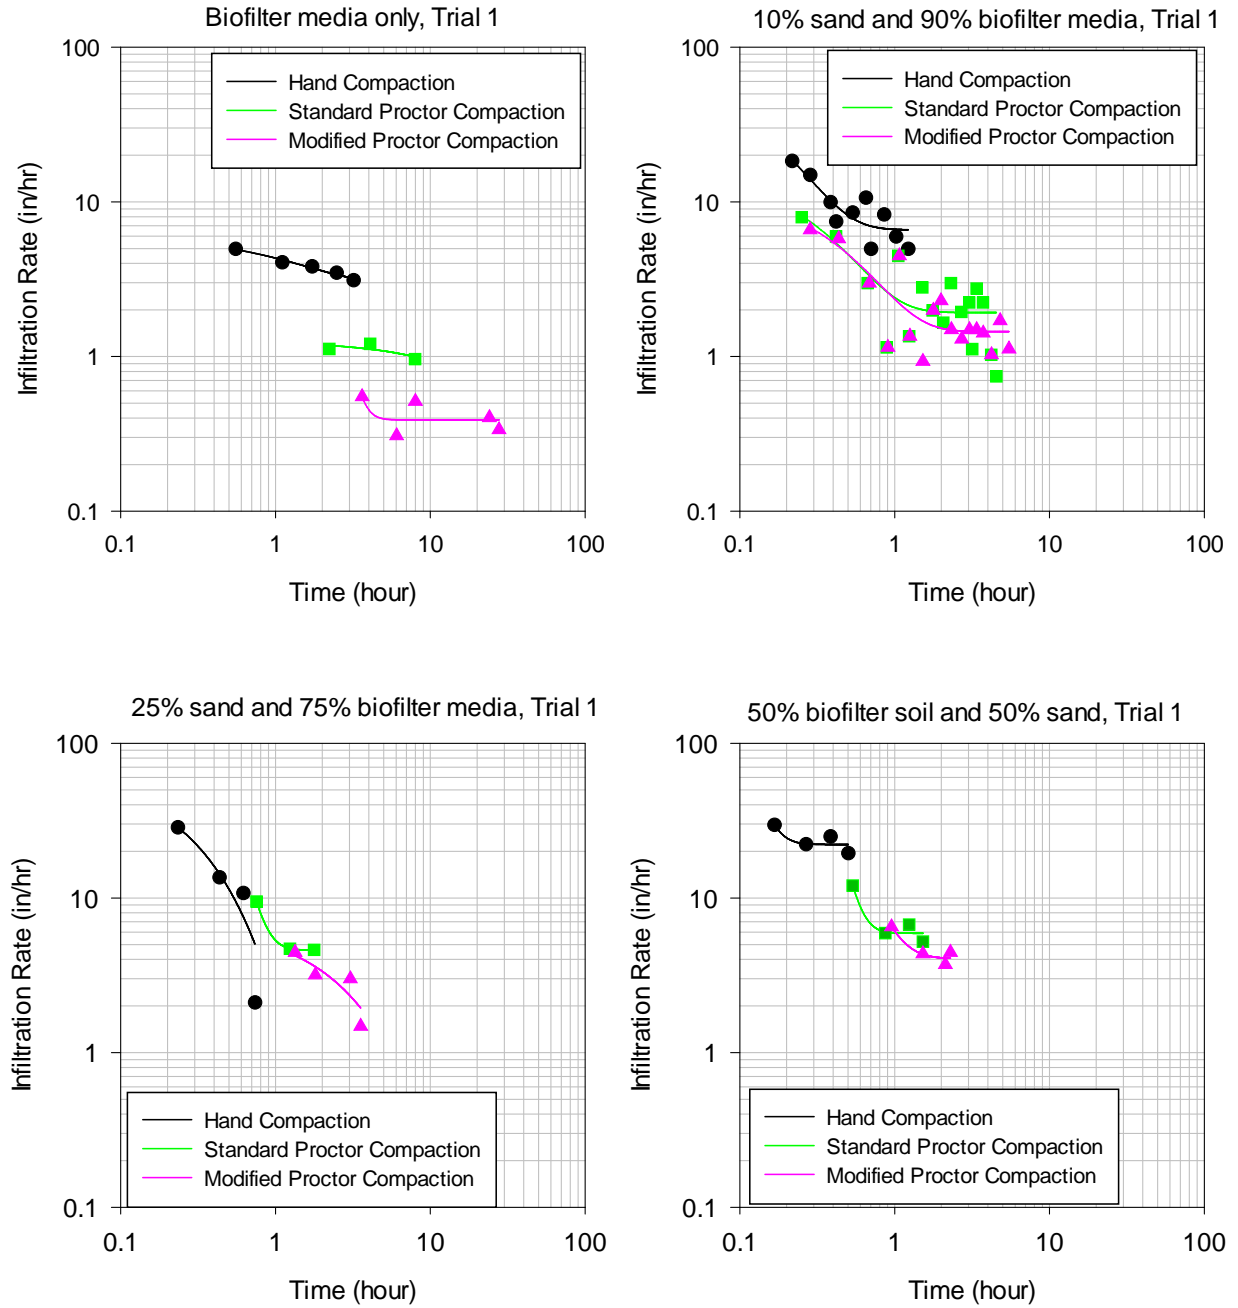 Biofilter media only, Trial 1
100
10
1
0.1
0.1
1
10
100
Infiltration Rate (in/hr)
Time (hour)
Hand Compaction
Standard Proctor Compaction
Modified Proctor Compaction
10% sand and 90% biofilter media, Trial 1
100
10
1
0.1
0.1
1
10
100
Infiltration Rate (in/hr)
Time (hour)
Hand Compaction
Standard Proctor Compaction
Modified Proctor Compaction
25% sand and 75% biofilter media, Trial 1
100
10
1
0.1
0.1
1
10
100
Infiltration Rate (in/hr)
Time (hour)
Hand Compaction
Standard Proctor Compaction
Modified Proctor Compaction
50% biofilter soil and 50% sand, Trial 1
100
10
1
0.1
0.1
1
10
100
Infiltration Rate (in/hr)
Time (hour)
Hand Compaction
Standard Proctor Compaction
Modified Proctor Compaction